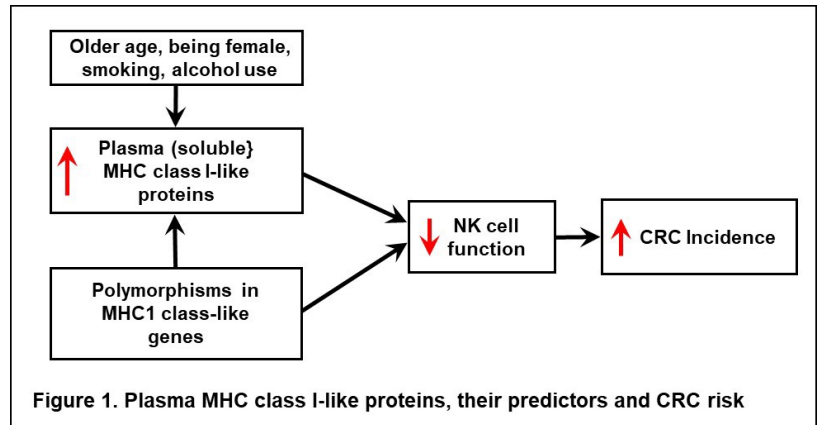 Older age, being female,
smoking, alcohol use
Plasma (soluble}
MHC class I-like
proteins
NK cell
function
CRC Incidence
Polymorphisms in
MHC1 class-like
genes
Figure 1. Plasma MHC class I-like proteins, their predictors and CRC risk